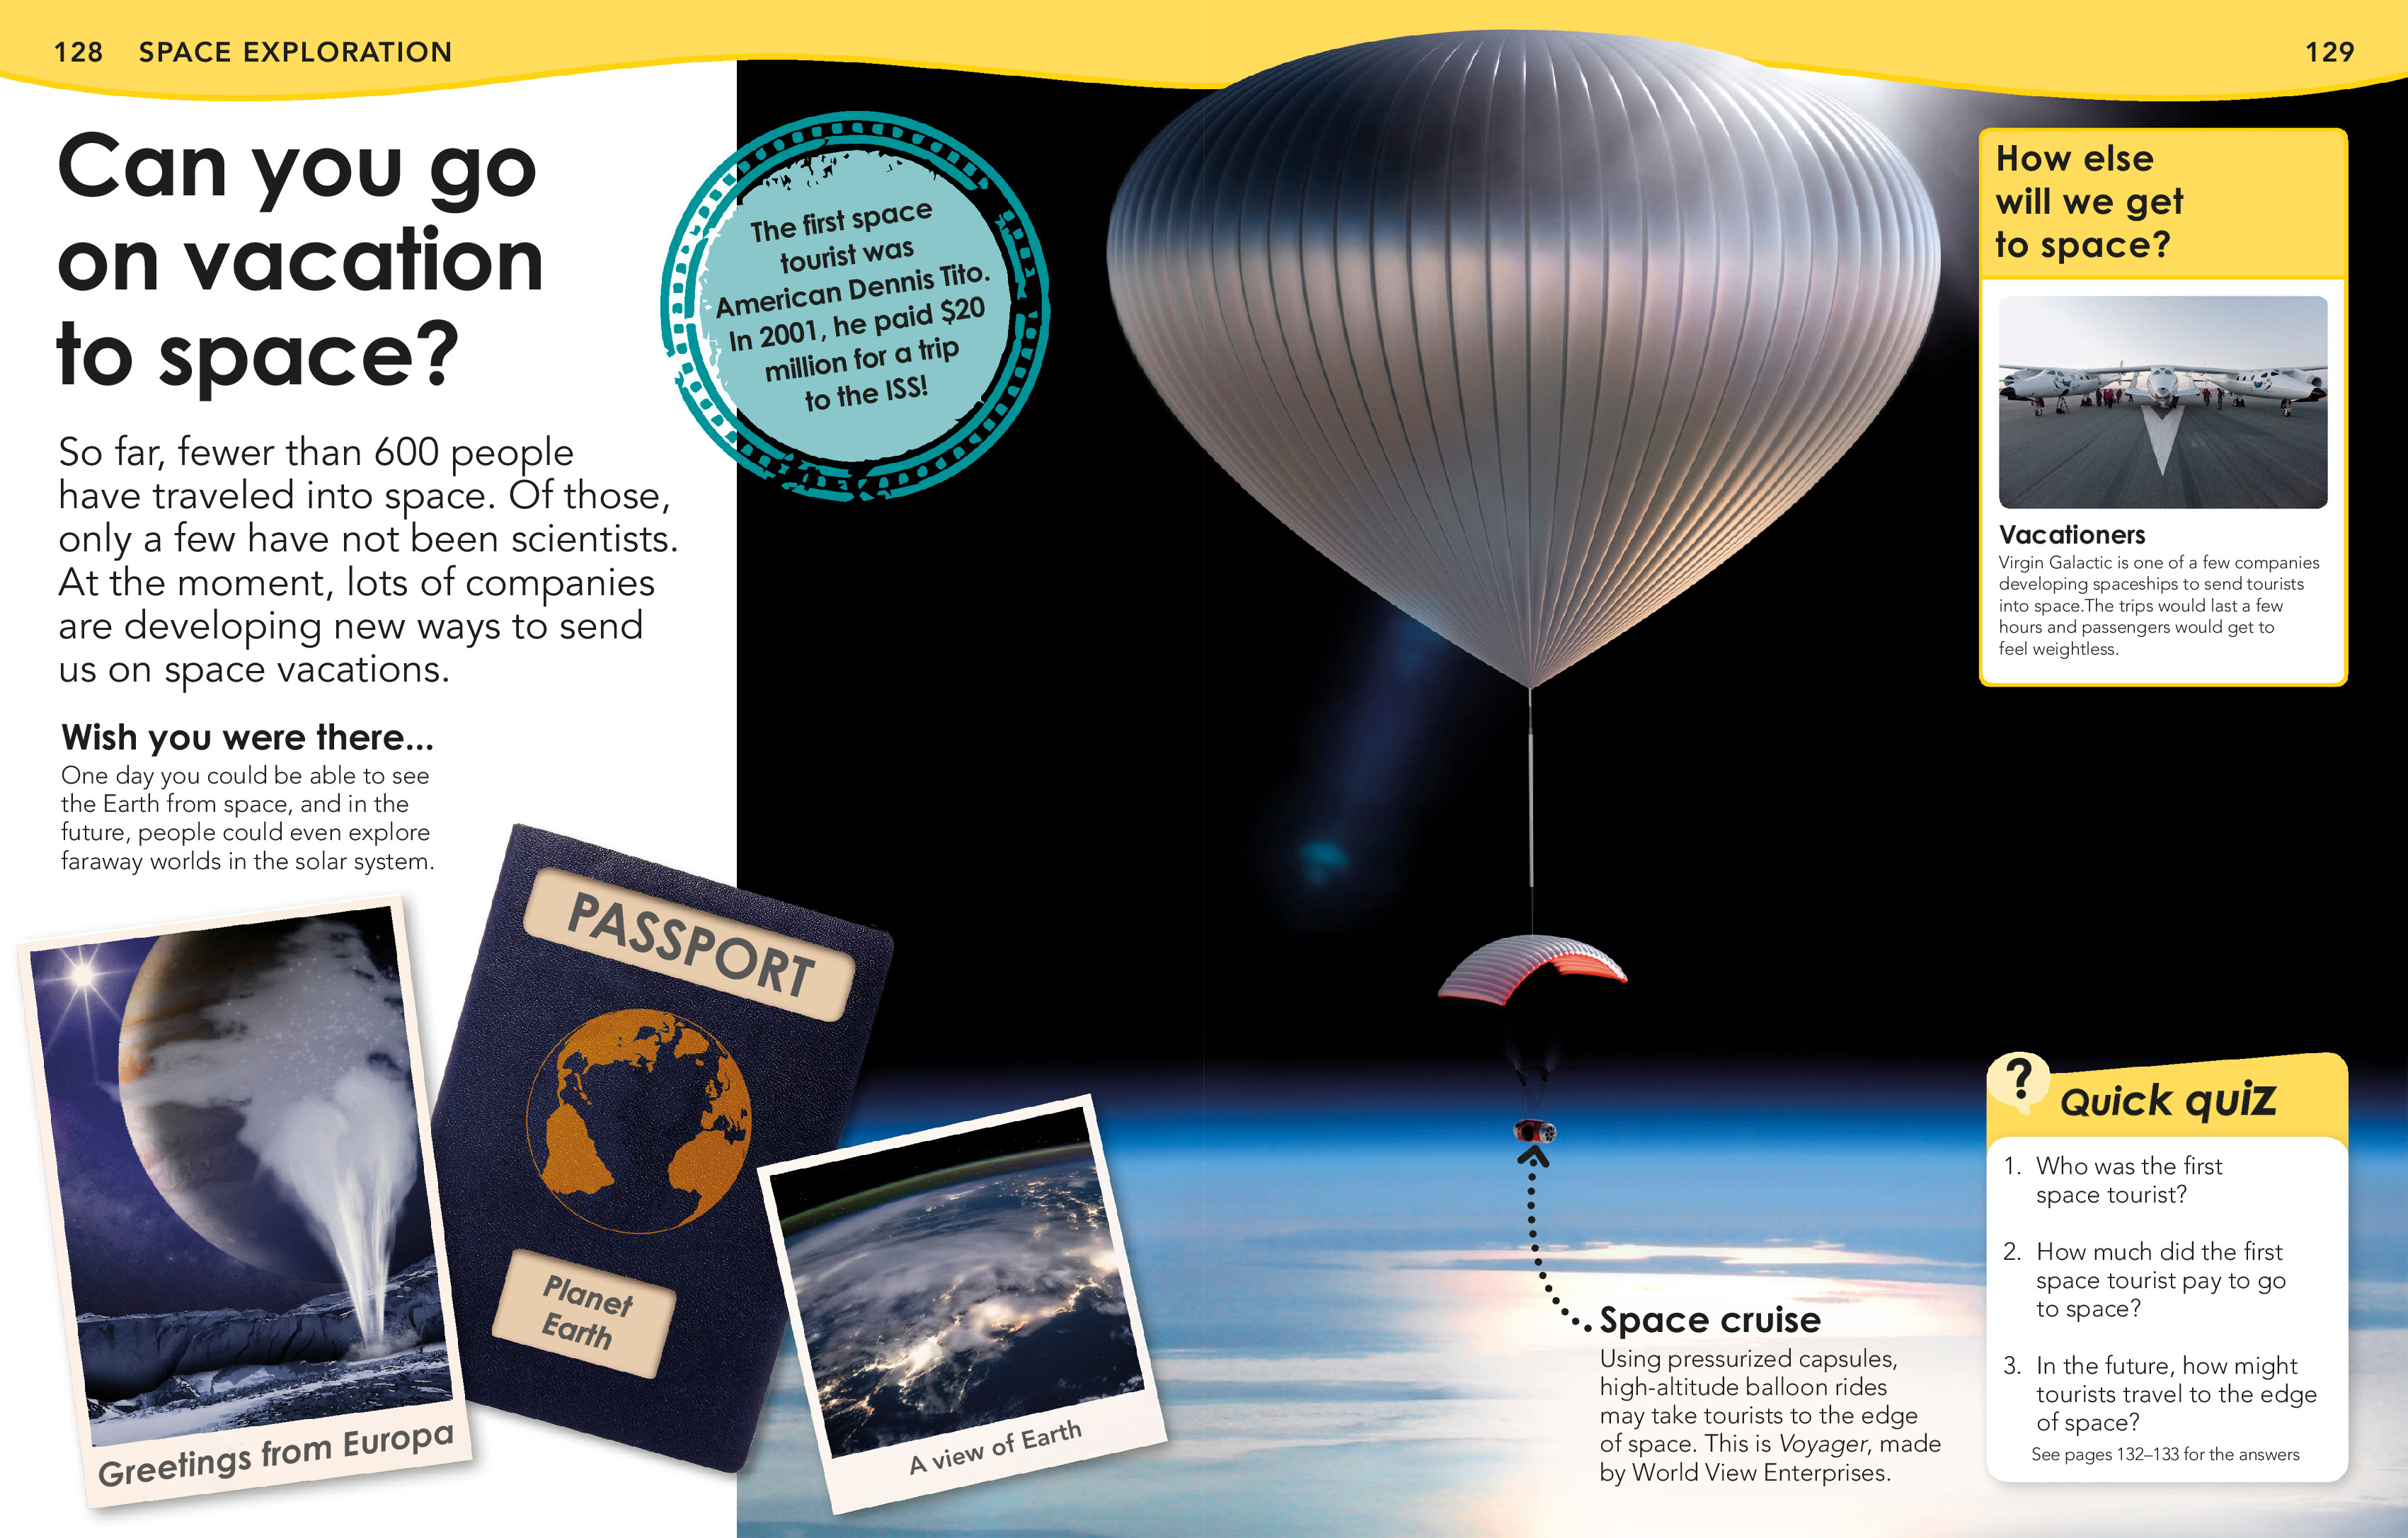 128 SPACE EXPLORATION
129
Can you go
on vacation
to space?
So far, fewer than 600 people
have traveled into space. Of those,
only a few have not been scientists.
At the moment, lots of companies
are developing new ways to send
us on space vacations.
Wish you were there...
One day you could be able to see
the Earth from space, and in the
future, people could even explore
faraway worlds in the solar system.
Greetings from Europa
PASSPORT
Planet
Earth
A view of Earth
The first space
tourist was
American Dennis Tito.
In 2001, he paid $20
million for a trip
to the ISS!
Space cruise
Using pressurized capsules,
high-altitude balloon rides
may take tourists to the edge
of space. This is Voyager, made
by World View Enterprises.
How else
will we get
to space?
Vacationers
Virgin Galactic is one of a few companies
developing spaceships to send tourists
into space.The trips would last a few
hours and passengers would get to
feel weightless.
?
Quick quiz
1. Who was the first
space tourist?
2. How much did the first
space tourist pay to go
to space?
3. In the future, how might
tourists travel to the edge
of space?
See pages 132–133 for the answers